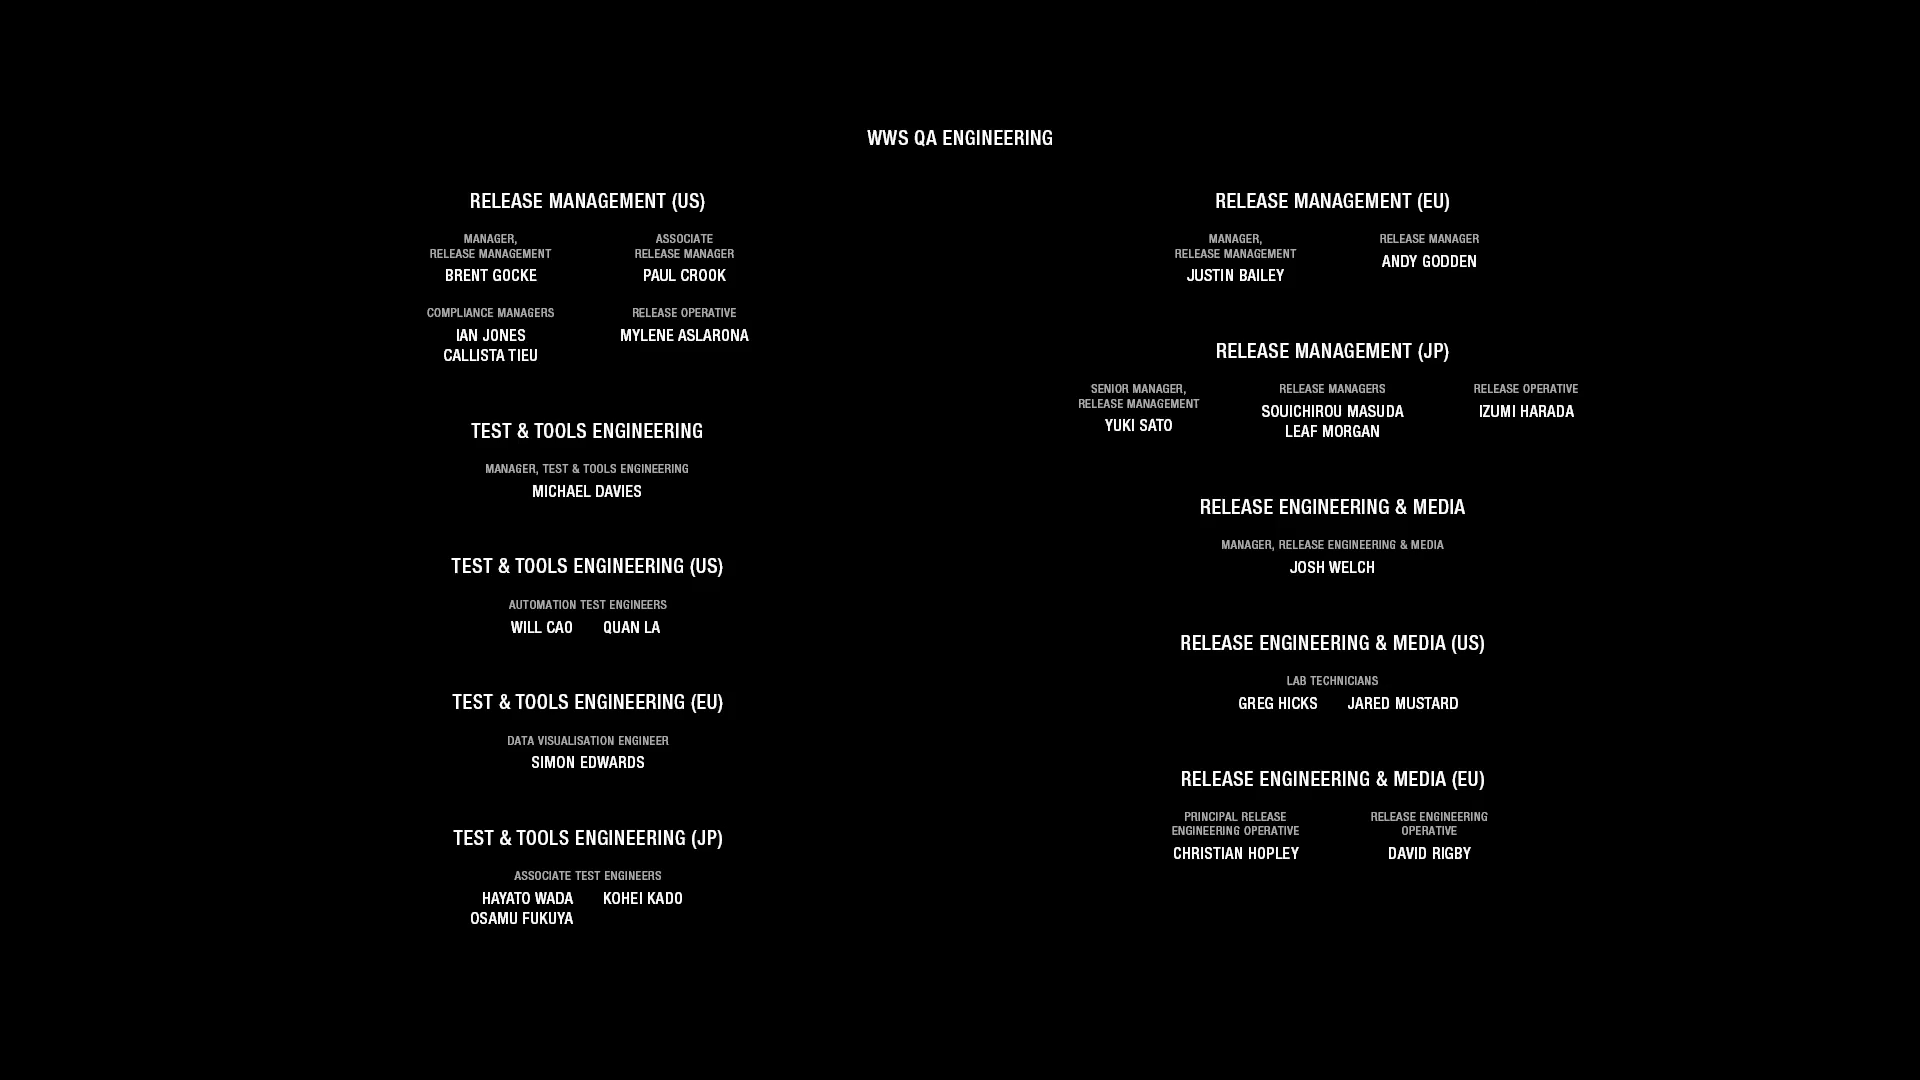 WWS QA ENGINEERING
RELEASE MANAGEMENT (US)
MANAGER,
RELEASE MANAGEMENT
BRENT GOCKE
ASSOCIATE
RELEASE MANAGER
PAUL CROOK
COMPLIANCE MANAGERS
IAN JONES
CALLISTA TIEU
RELEASE OPERATIVE
MYLENE ASLARONA
TEST & TOOLS ENGINEERING
MANAGER, TEST & TOOLS ENGINEERING
MICHAEL DAVIES
TEST & TOOLS ENGINEERING (US)
AUTOMATION TEST ENGINEERS
WILL CAO QUAN LA
TEST & TOOLS ENGINEERING (EU)
DATA VISUALISATION ENGINEER
SIMON EDWARDS
TEST & TOOLS ENGINEERING (JP)
ASSOCIATE TEST ENGINEERS
HAYATO WADA KOHEI KADO
OSAMU FUKUYA
RELEASE MANAGEMENT (EU)
MANAGER,
RELEASE MANAGEMENT
JUSTIN BAILEY
RELEASE MANAGER
ANDY GODDEN
RELEASE MANAGEMENT (JP)
SENIOR MANAGER,
RELEASE MANAGEMENT
YUKI SATO
RELEASE MANAGERS
SOUICHIROU MASUDA
LEAF MORGAN
RELEASE OPERATIVE
IZUMI HARADA
RELEASE ENGINEERING & MEDIA
MANAGER, RELEASE ENGINEERING & MEDIA
JOSH WELCH
RELEASE ENGINEERING & MEDIA (US)
LAB TECHNICIANS
GREG HICKS JARED MUSTARD
RELEASE ENGINEERING & MEDIA (EU)
PRINCIPAL RELEASE
ENGINEERING OPERATIVE
CHRISTIAN HOPLEY
RELEASE ENGINEERING
OPERATIVE
DAVID RIGBY